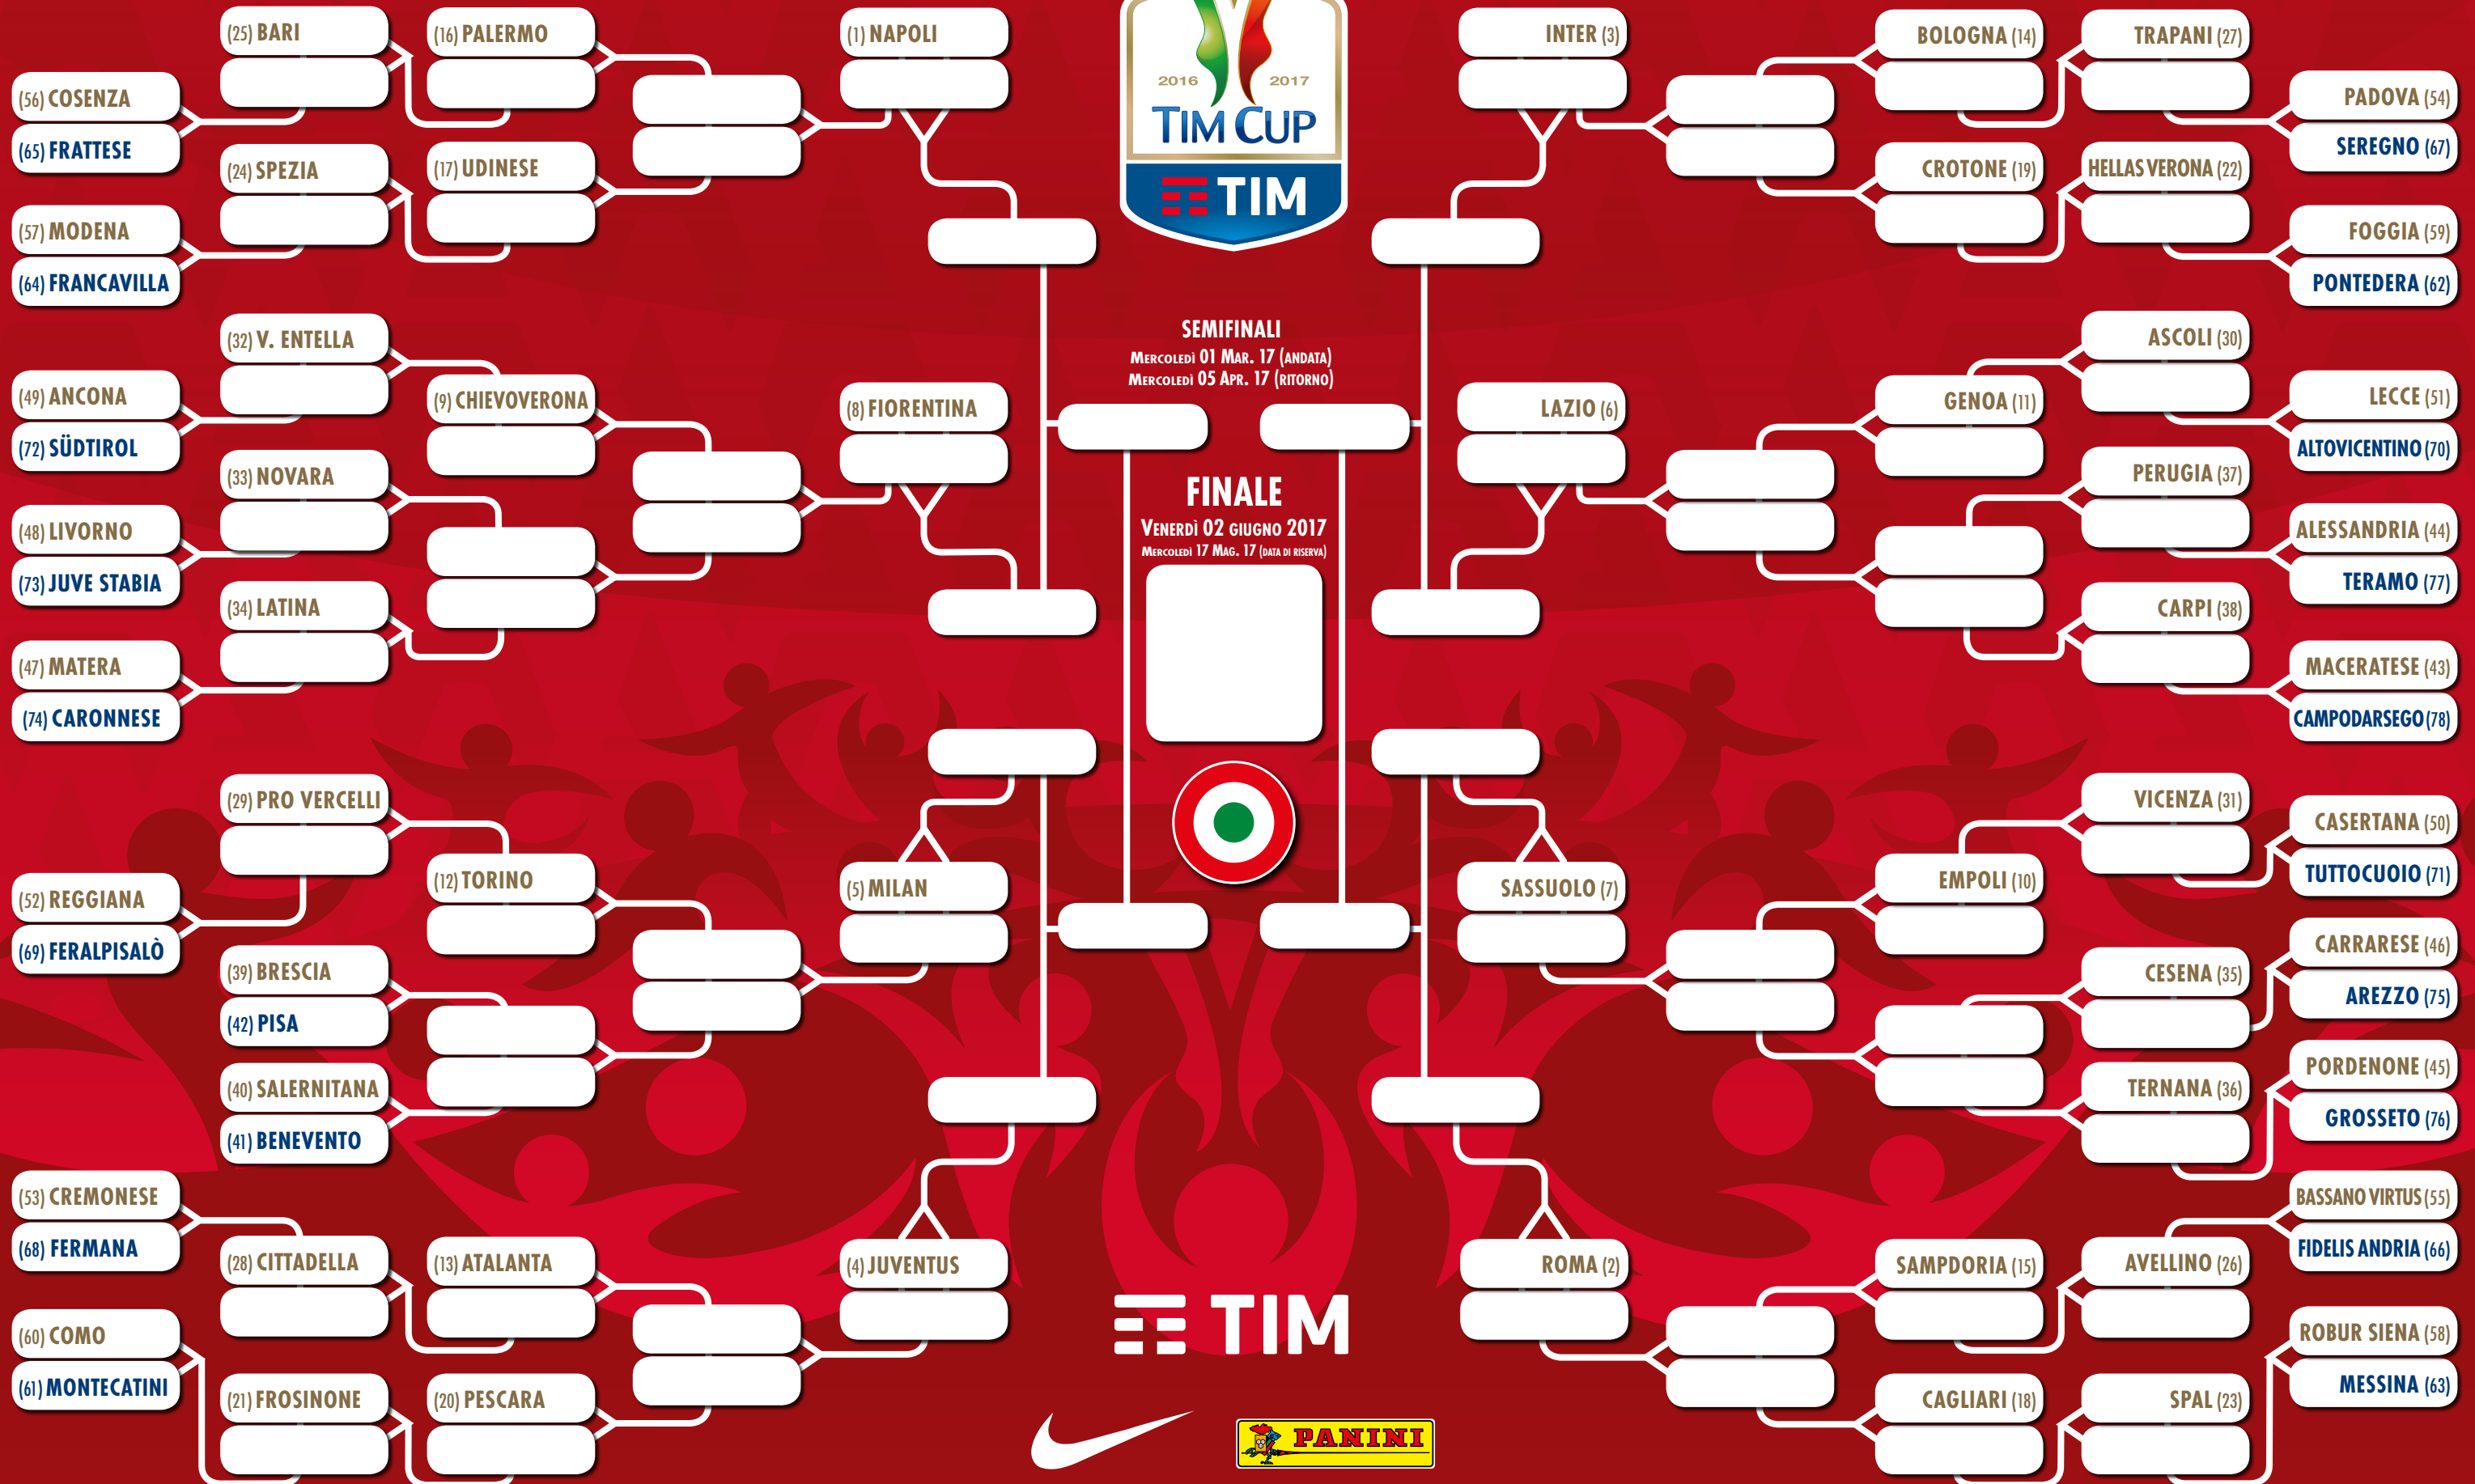 (25) BARI
(16) PALERMO
(1) NAPOLI
(56) COSENZA
(65) FRATTESE
(24) SPEZIA
(17) UDINESE
(57) MODENA
(64) FRANCAVILLA
(32) V. ENTELLA
(49) ANCONA
(72) SÜDTIROL
(9) CHIEVOVERONA
(8) FIORENTINA
(33) NOVARA
(48) LIVORNO
(73) JUVE STABIA
(34) LATINA
(47) MATERA
(74) CARONNESE
(29) PRO VERCELLI
(12) TORINO
(5) MILAN
(52) REGGIANA
(69) FERALPISALÒ
(39) BRESCIA
(42) PISA
(40) SALERNITANA
(41) BENEVENTO
(53) CREMONESE
(68) FERMANA
(28) CITTADELLA
(13) ATALANTA
(4) JUVENTUS
(60) COMO
(61) MONTECATINI
(21) FROSINONE
(20) PESCARA
2016 2017
TIM CUP
TIM
SEMIFINALI
MERCOLEDÌ 01 MAR. 17 (ANDATA)
MERCOLEDÌ 05 APR. 17 (RITORNO)
FINALE
VENERDÌ 02 GIUGNO 2017
MERCOLEDÌ 17 MAG. 17 (DATA DI RISERVA)
TIM
PANINI
INTER (3)
BOLOGNA (14)
TRAPANI (27)
PADOVA (54)
SEREGNO (67)
CROTONE (19)
HELLAS VERONA (22)
FOGGIA (59)
PONTEDERA (62)
ASCOLI (30)
LECCE (51)
ALTOVICENTINO (70)
LAZIO (6)
GENOA (11)
PERUGIA (37)
ALESSANDRIA (44)
TERAMO (77)
CARPI (38)
MACERATESE (43)
CAMPODARSEGO (78)
VICENZA (31)
CASERTANA (50)
TUTTOCUOIO (71)
SASSUOLO (7)
EMPOLI (10)
CARRARESE (46)
AREZZO (75)
CESENA (35)
PORDENONE (45)
GROSSETO (76)
TERNANA (36)
BASSANO VIRTUS (55)
FIDELIS ANDRIA (66)
ROMA (2)
SAMPDORIA (15)
AVELLINO (26)
ROBUR SIENA (58)
MESSINA (63)
CAGLIARI (18)
SPAL (23)